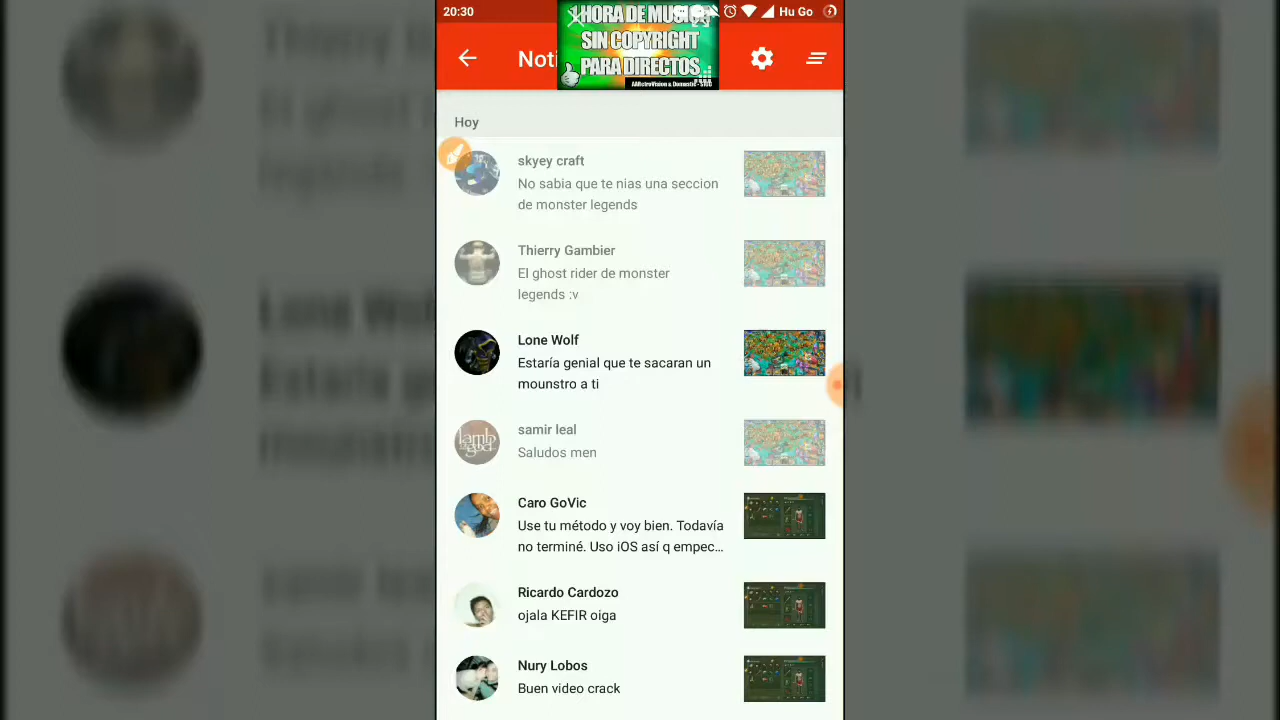 20:30
Hu Go
1 HORA DE MUSICA
SIN COPYRIGHT
PARA DIRECTOS
Noti
Hoy
skyey craft
No sabia que te nias una seccion
de monster legends
Thierry Gambier
El ghost rider de monster
legends :v
Lone Wolf
Estaría genial que te sacaran un
mounstro a ti
samir leal
Saludos men
Caro GoVic
Use tu método y voy bien. Todavía
no terminé. Uso iOS así q empec...
Ricardo Cardozo
ojala KEFIR oiga
Nury Lobos
Buen video crack